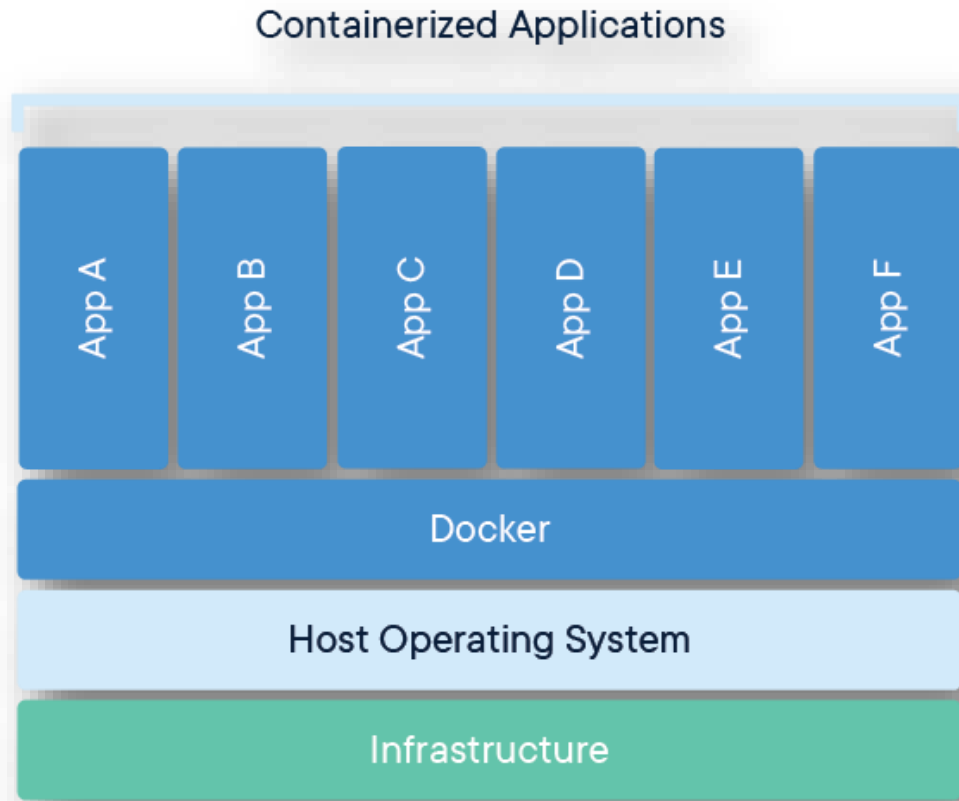 Containerized Applications
App A
App B
App C
App D
App E
App F
Docker
Host Operating System
Infrastructure